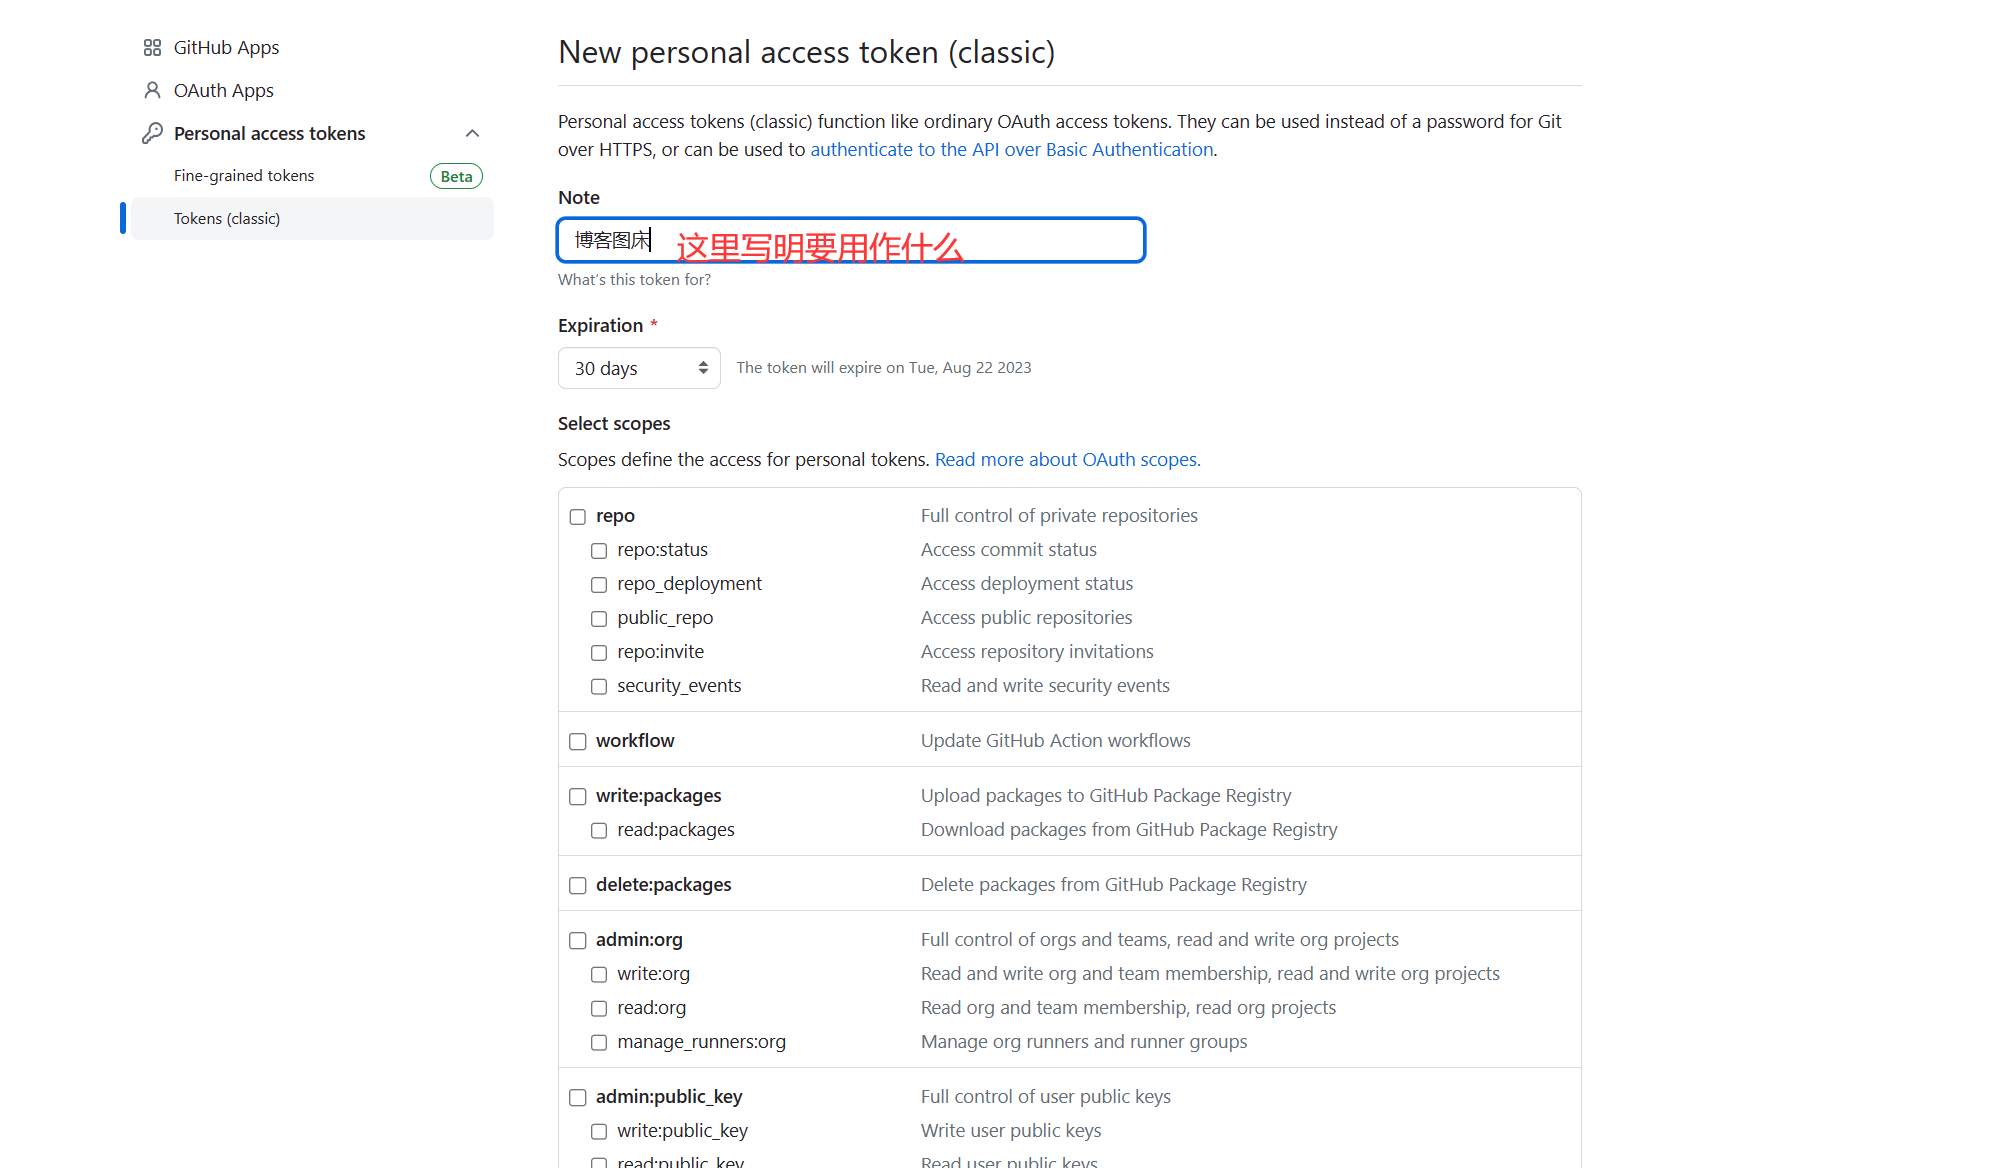 GitHub Apps
OAuth Apps
Personal access tokens
Fine-grained tokens Beta
Tokens (classic)
New personal access token (classic)
Personal access tokens (classic) function like ordinary OAuth access tokens. They can be used instead of a password for Git
over HTTPS, or can be used to authenticate to the API over Basic Authentication.
Note
博客图床 这里写明要用作什么
What's this token for?
Expiration *
30 days The token will expire on Tue, Aug 22 2023
Select scopes
Scopes define the access for personal tokens. Read more about OAuth scopes.
repo Full control of private repositories
repo:status Access commit status
repo_deployment Access deployment status
public_repo Access public repositories
repo:invite Access repository invitations
security_events Read and write security events
workflow Update GitHub Action workflows
write:packages Upload packages to GitHub Package Registry
read:packages Download packages from GitHub Package Registry
delete:packages Delete packages from GitHub Package Registry
admin:org Full control of orgs and teams, read and write org projects
write:org Read and write org and team membership, read and write org projects
read:org Read org and team membership, read org projects
manage_runners:org Manage org runners and runner groups
admin:public_key Full control of user public keys
write:public_key Write user public keys
read:public_key Read user public keys